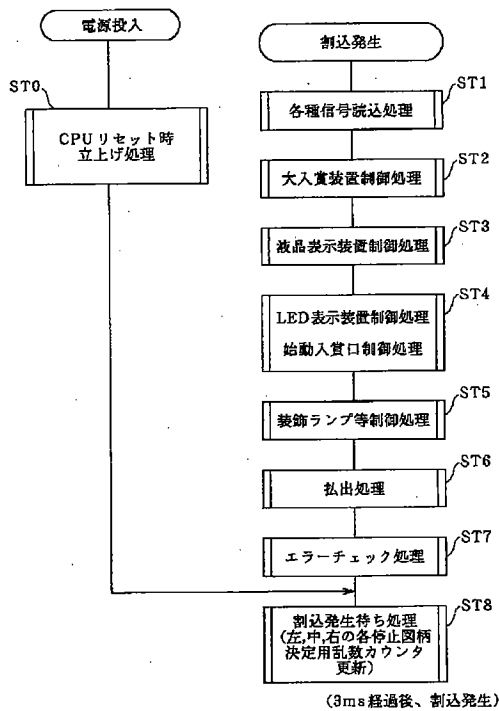 電源投入
ST0
CPUリセット時
立上げ処理
割込発生
ST1
各種信号読込処理
ST2
大入賞装置制御処理
ST3
液晶表示装置制御処理
ST4
LED表示装置制御処理
始動入賞口制御処理
ST5
装飾ランプ等制御処理
ST6
払出処理
ST7
エラーチェック処理
ST8
割込発生待ち処理
(左,中,右の各停止図柄
決定用乱数カウンタ
更新)
(3ms経過後、割込発生)